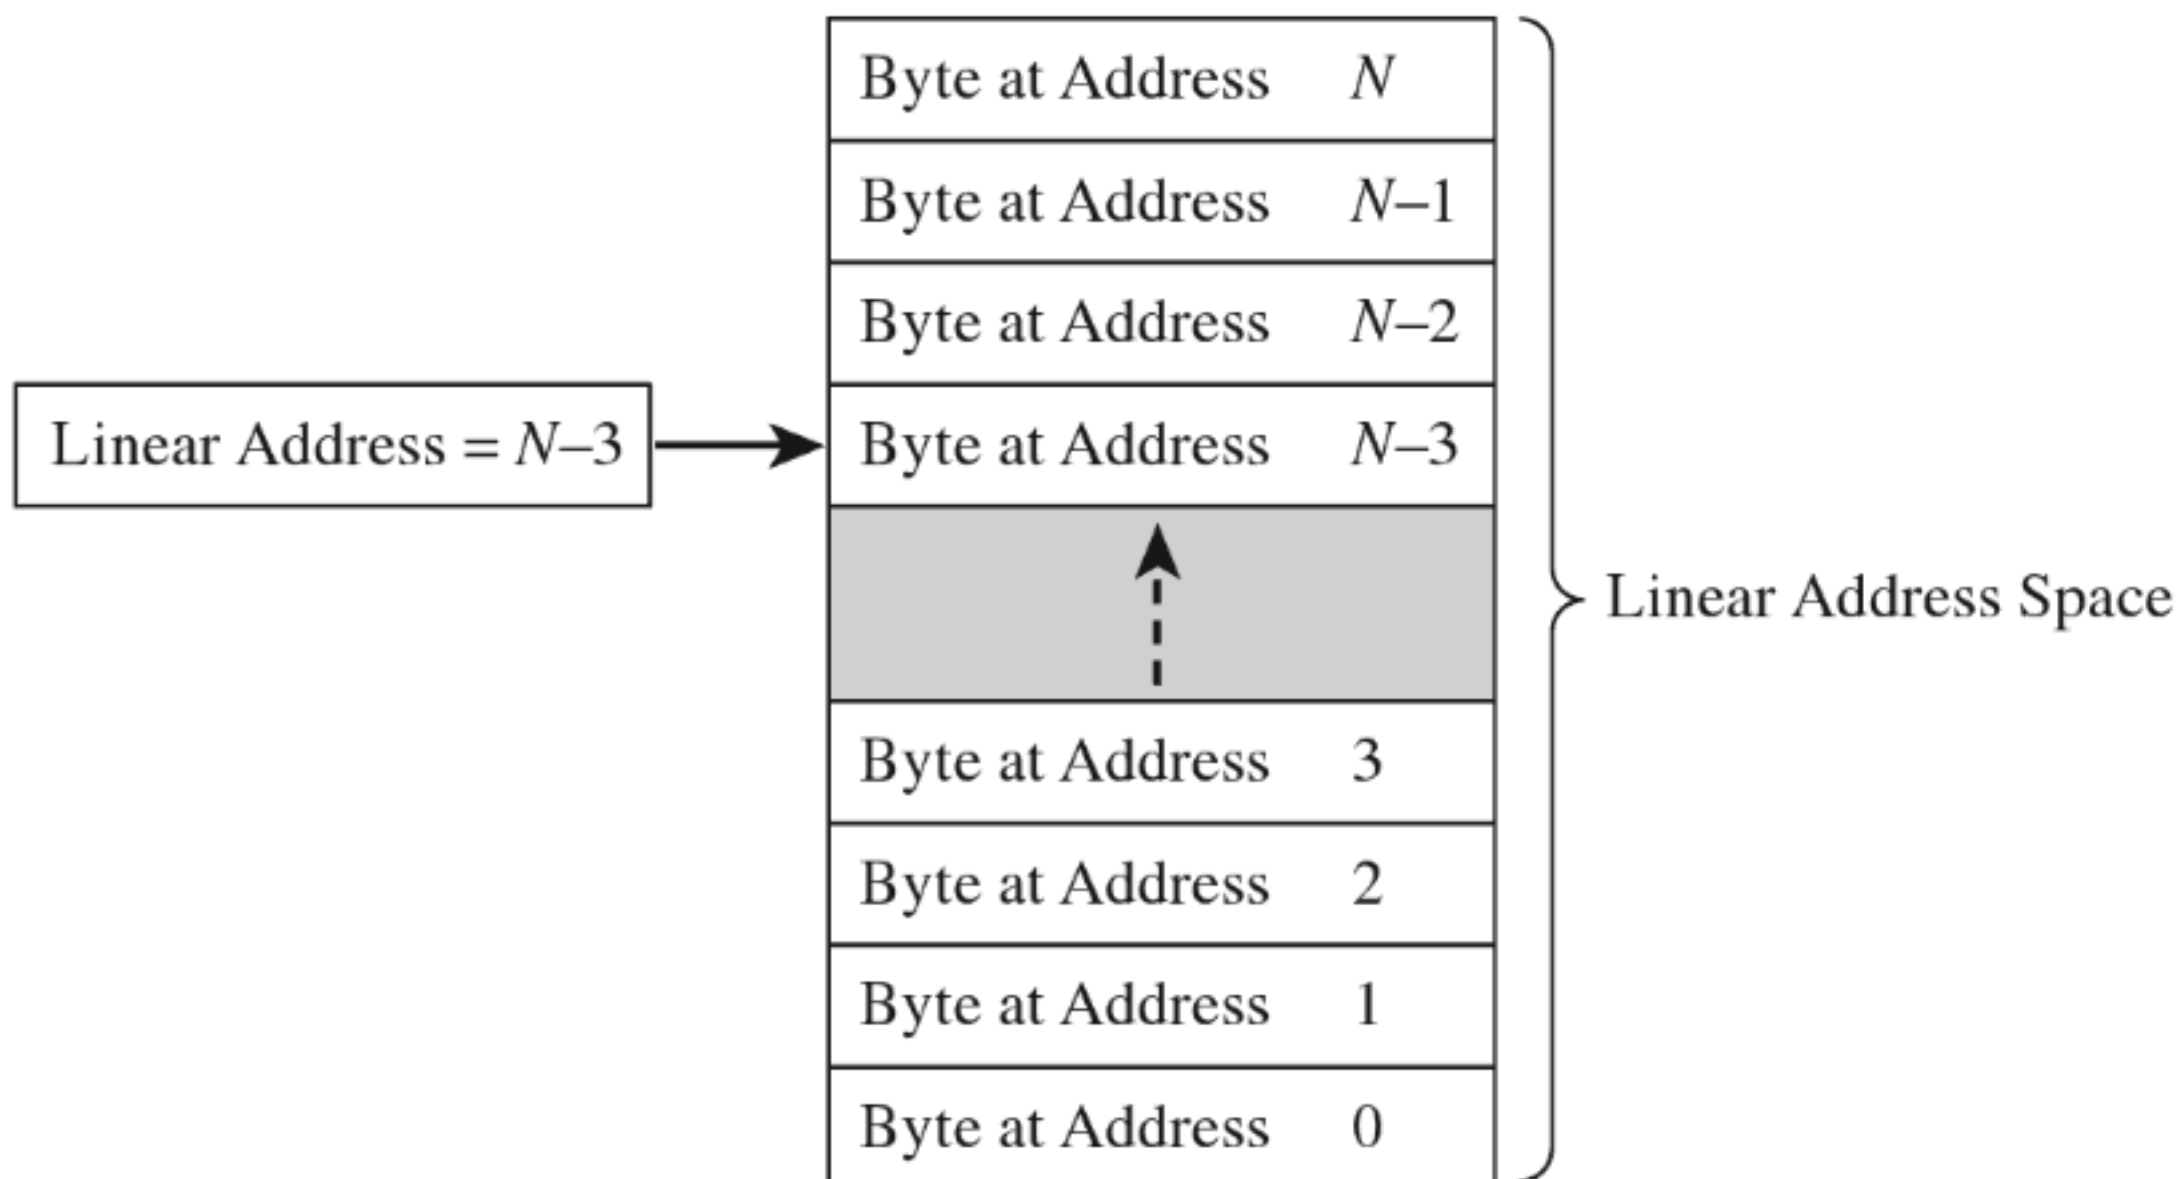 Byte at Address N
Byte at Address N–1
Byte at Address N–2
Linear Address = N–3
Byte at Address N–3
Linear Address Space
Byte at Address 3
Byte at Address 2
Byte at Address 1
Byte at Address 0